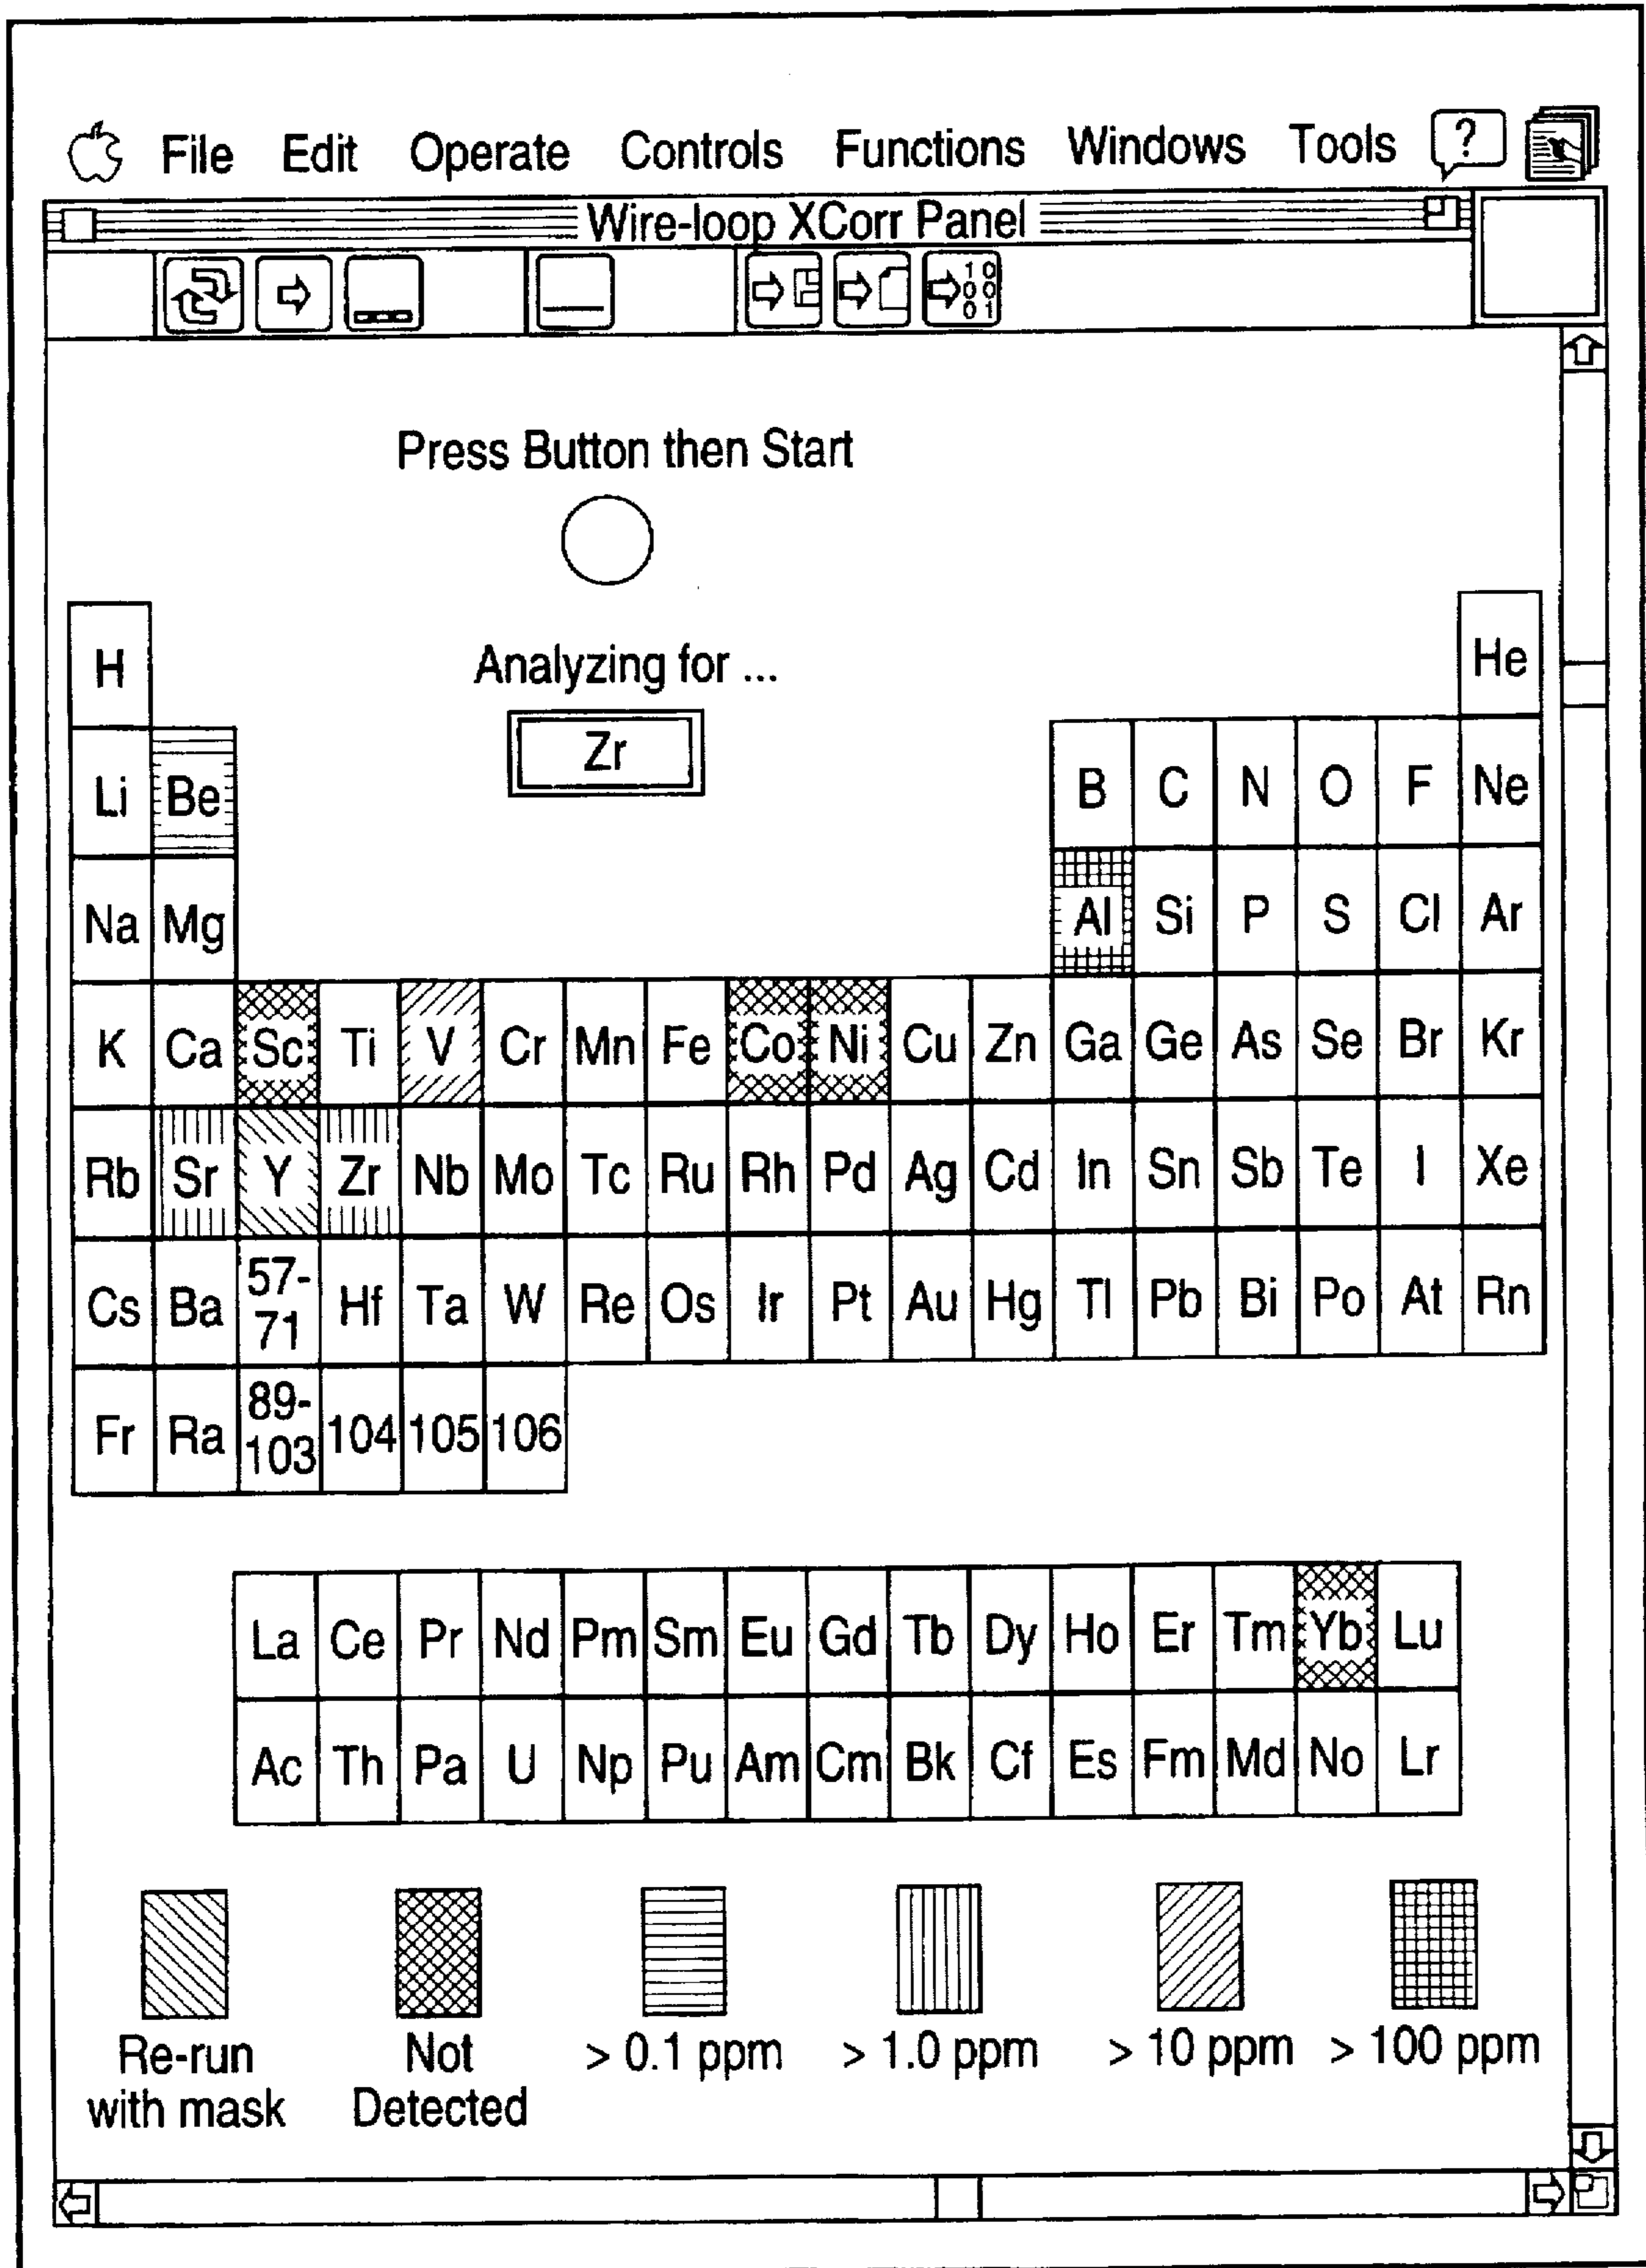 File Edit Operate Controls Functions Windows Tools ?
Wire-loop XCorr Panel
1 0
0 0
0 1
Press Button then Start
Analyzing for ...
Zr
H He
Li Be B C N O F Ne
Na Mg Al Si P S Cl Ar
K Ca Sc Ti V Cr Mn Fe Co Ni Cu Zn Ga Ge As Se Br Kr
Rb Sr Y Zr Nb Mo Tc Ru Rh Pd Ag Cd In Sn Sb Te I Xe
Cs Ba 57-71 Hf Ta W Re Os Ir Pt Au Hg Tl Pb Bi Po At Rn
Fr Ra 89-103 104 105 106
La Ce Pr Nd Pm Sm Eu Gd Tb Dy Ho Er Tm Yb Lu
Ac Th Pa U Np Pu Am Cm Bk Cf Es Fm Md No Lr
Re-run Not > 0.1 ppm > 1.0 ppm > 10 ppm > 100 ppm
with mask Detected